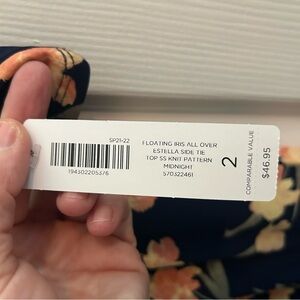 SP21-22
194302205376
FLOATING IRIS ALL OVER
ESTELLA SIDE TIE
TOP SS KNIT PATTERN
MIDNIGHT
570322461
2
COMPARABLE VALUE
$46.95